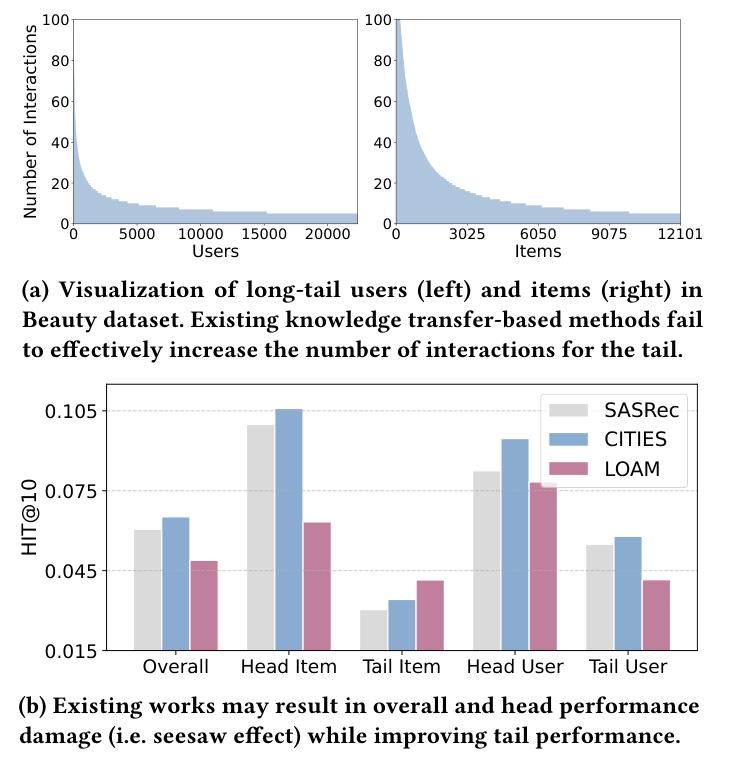 100
80
60
40
20
0
Number of Interactions
0 5000 10000 15000 20000
Users
100
80
60
40
20
0
0 3025 6050 9075 12101
Items
(a) Visualization of long-tail users (left) and items (right) in
Beauty dataset. Existing knowledge transfer-based methods fail
to effectively increase the number of interactions for the tail.
0.105
0.075
0.045
0.015
HIT@10
SASRec
CITIES
LOAM
Overall Head Item Tail Item Head User Tail User
(b) Existing works may result in overall and head performance
damage (i.e. seesaw effect) while improving tail performance.